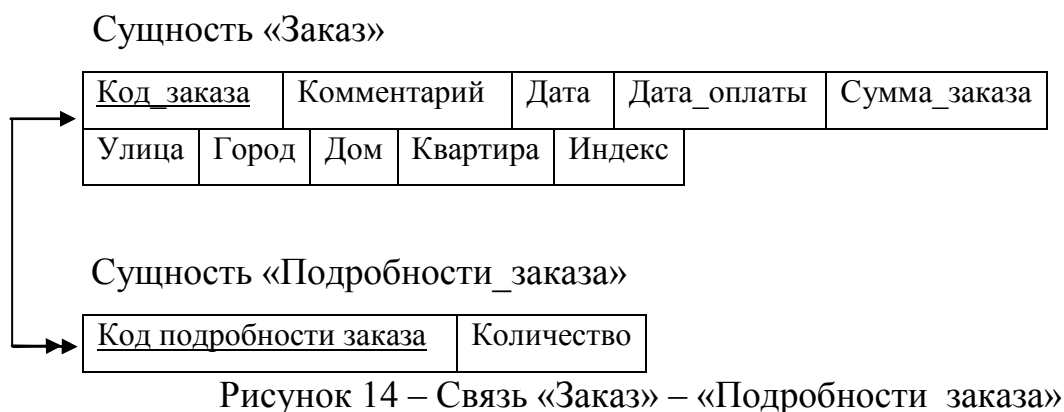 Сущность «Заказ»
Код_заказа Комментарий Дата Дата_оплаты Сумма_заказа
Улица Город Дом Квартира Индекс
Сущность «Подробности_заказа»
Код подробности заказа Количество
Рисунок 14 – Связь «Заказ» – «Подробности_заказа»